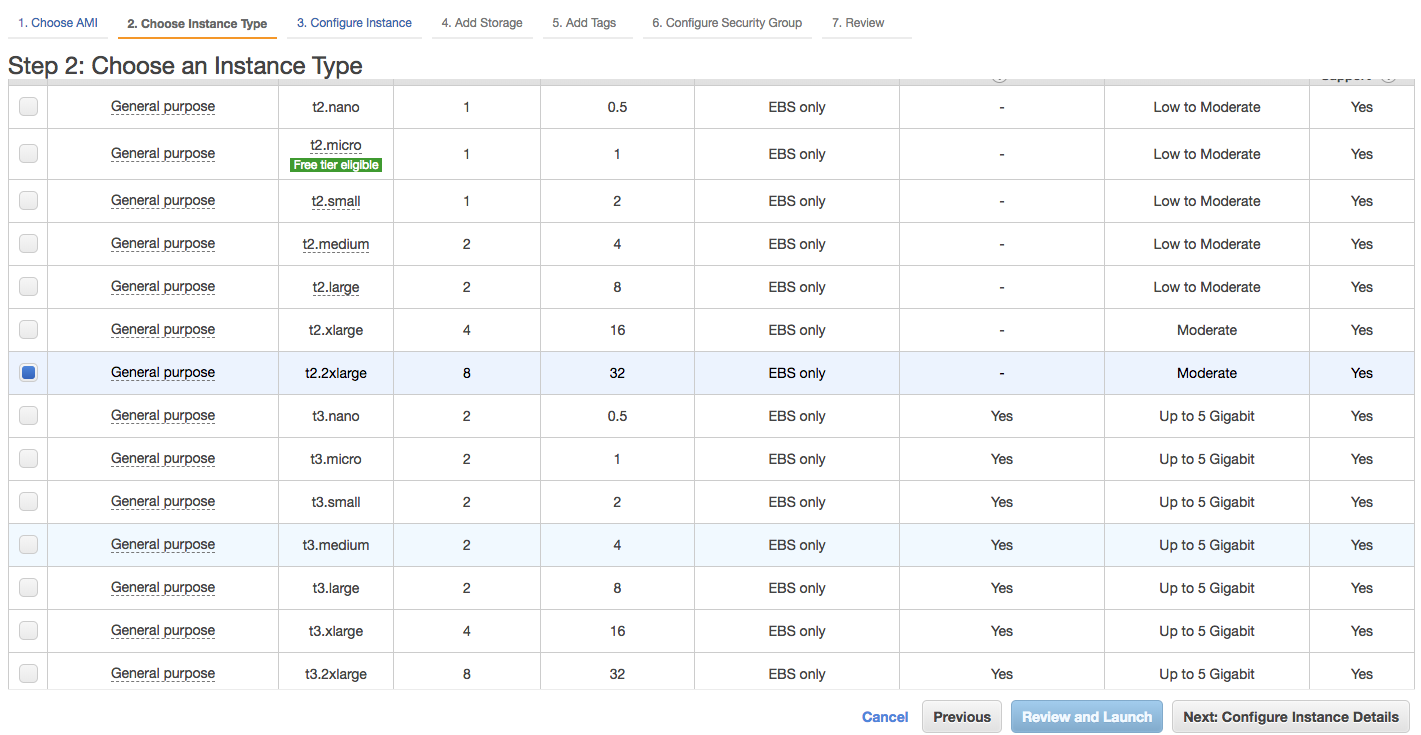 1. Choose AMI 2. Choose Instance Type 3. Configure Instance 4. Add Storage 5. Add Tags 6. Configure Security Group 7. Review
Step 2: Choose an Instance Type
General purpose t2.nano 1 0.5 EBS only - Low to Moderate Yes
General purpose t2.micro 1 1 EBS only - Low to Moderate Yes
Free tier eligible
General purpose t2.small 1 2 EBS only - Low to Moderate Yes
General purpose t2.medium 2 4 EBS only - Low to Moderate Yes
General purpose t2.large 2 8 EBS only - Low to Moderate Yes
General purpose t2.xlarge 4 16 EBS only - Moderate Yes
General purpose t2.2xlarge 8 32 EBS only - Moderate Yes
General purpose t3.nano 2 0.5 EBS only Yes Up to 5 Gigabit Yes
General purpose t3.micro 2 1 EBS only Yes Up to 5 Gigabit Yes
General purpose t3.small 2 2 EBS only Yes Up to 5 Gigabit Yes
General purpose t3.medium 2 4 EBS only Yes Up to 5 Gigabit Yes
General purpose t3.large 2 8 EBS only Yes Up to 5 Gigabit Yes
General purpose t3.xlarge 4 16 EBS only Yes Up to 5 Gigabit Yes
General purpose t3.2xlarge 8 32 EBS only Yes Up to 5 Gigabit Yes
Cancel Previous Review and Launch Next: Configure Instance Details